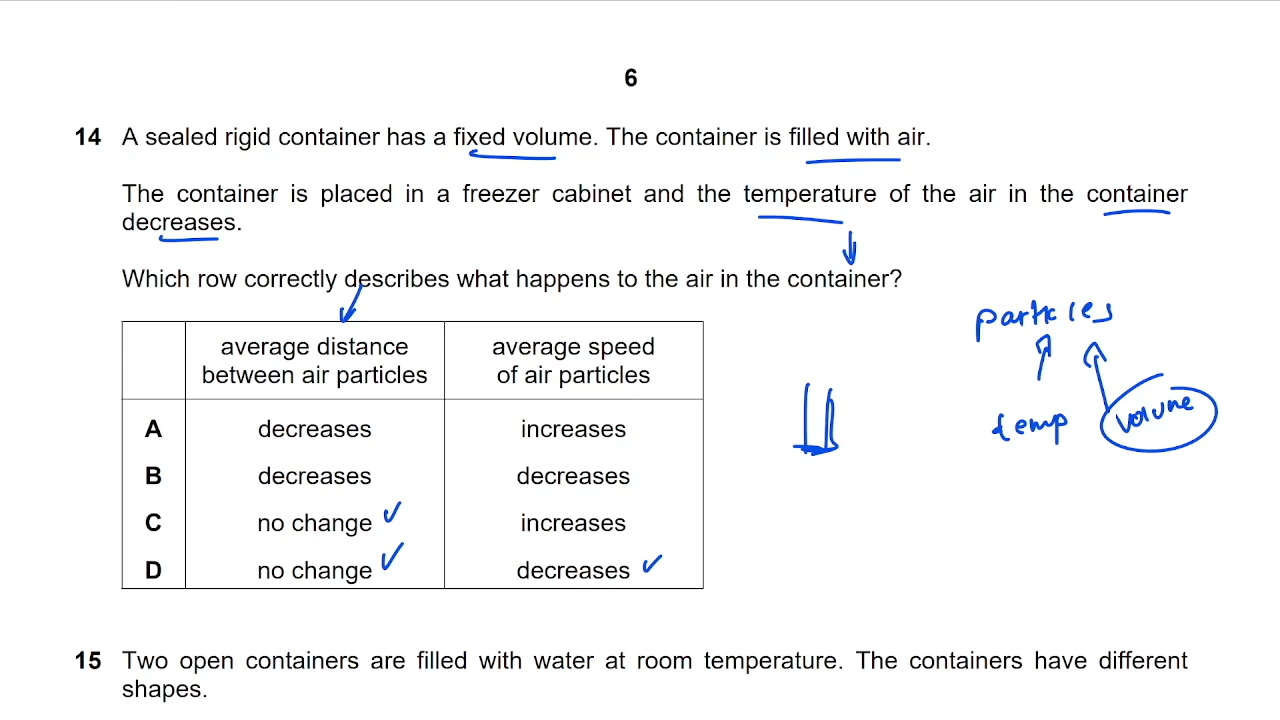 6
14 A sealed rigid container has a fixed volume. The container is filled with air.
The container is placed in a freezer cabinet and the temperature of the air in the container
decreases.
Which row correctly describes what happens to the air in the container?
average distance
between air particles
average speed
of air particles
A decreases increases
B decreases decreases
C no change increases
D no change decreases
particles
temp volume
15 Two open containers are filled with water at room temperature. The containers have different
shapes.